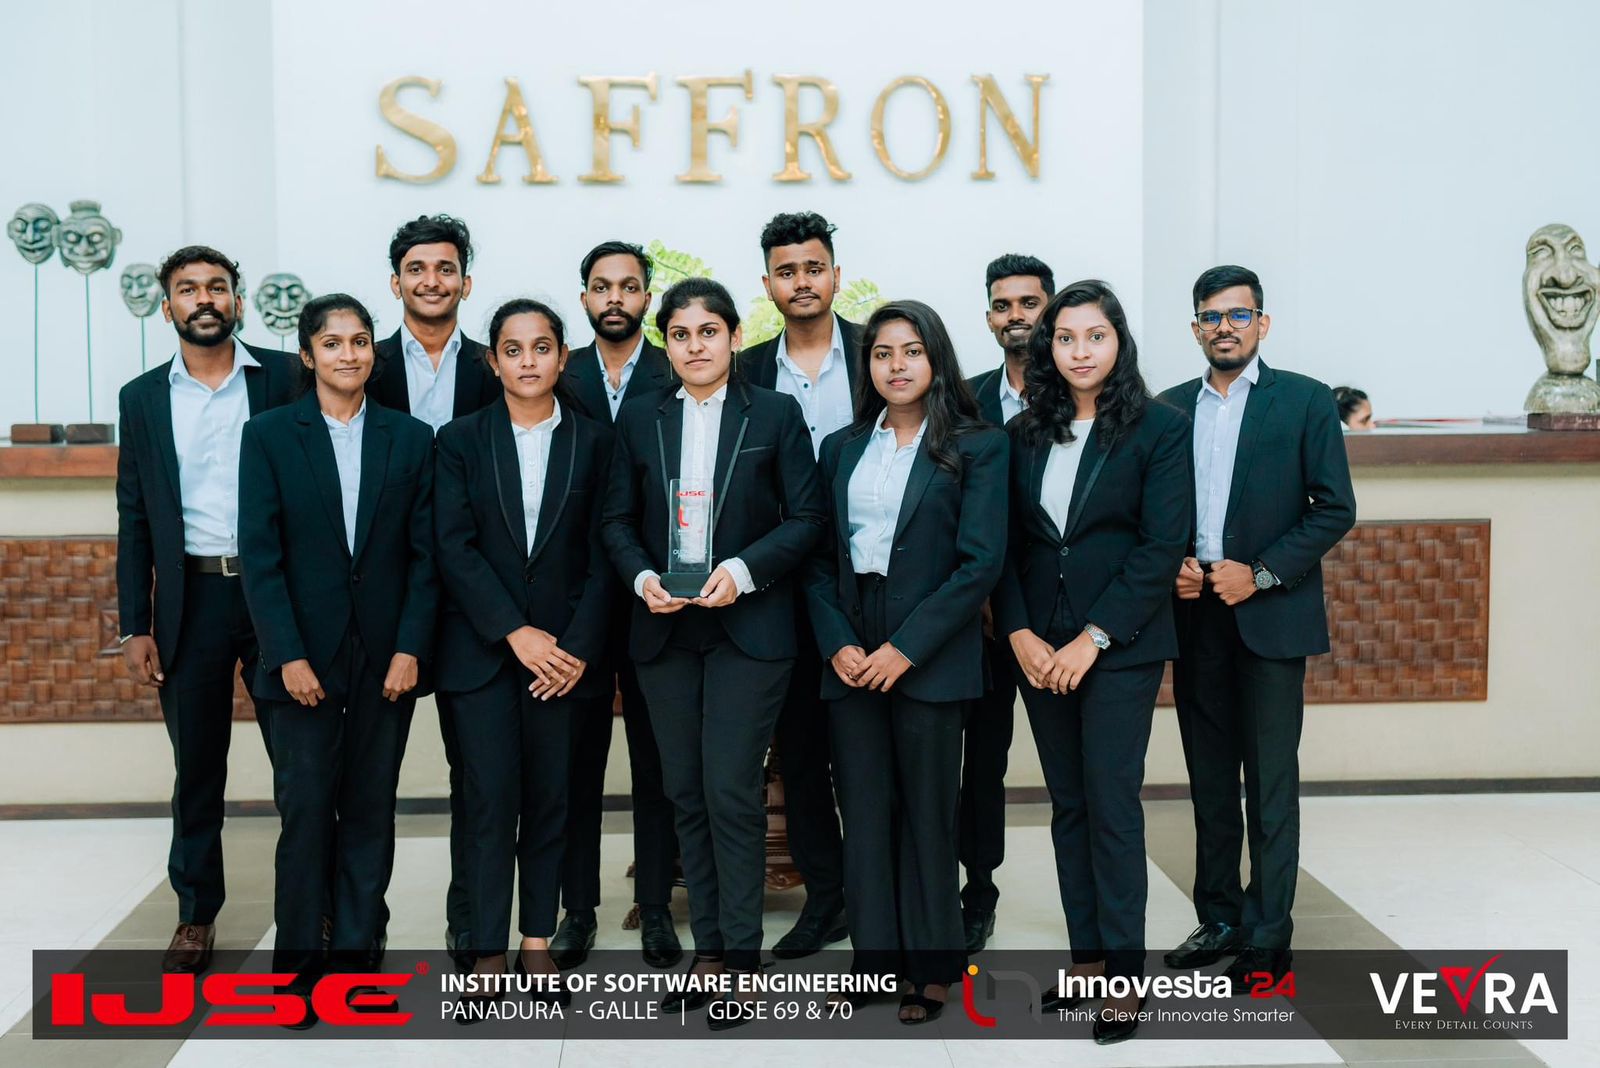 SAFFRON
IJSE
IJSE®
INSTITUTE OF SOFTWARE ENGINEERING
PANADURA - GALLE | GDSE 69 & 70
Innovesta '24
Think Clever Innovate Smarter
VEVRA
EVERY DETAIL COUNTS